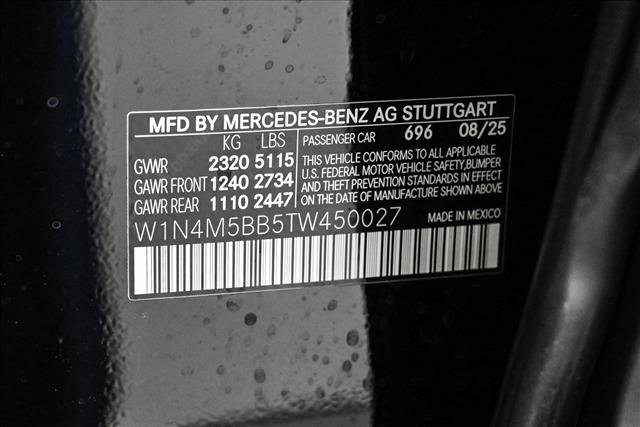 MFD BY MERCEDES-BENZ AG STUTTGART
KG LBS PASSENGER CAR 696 08/25
GWR 2320 5115
GAWR FRONT 1240 2734
GAWR REAR 1110 2447
THIS VEHICLE CONFORMS TO ALL APPLICABLE
U.S. FEDERAL MOTOR VEHICLE SAFETY, BUMPER
AND THEFT PREVENTION STANDARDS IN EFFECT
ON THE DATE OF MANUFACTURE SHOWN ABOVE.
W1N4M5BB5TW450027 MADE IN MEXICO